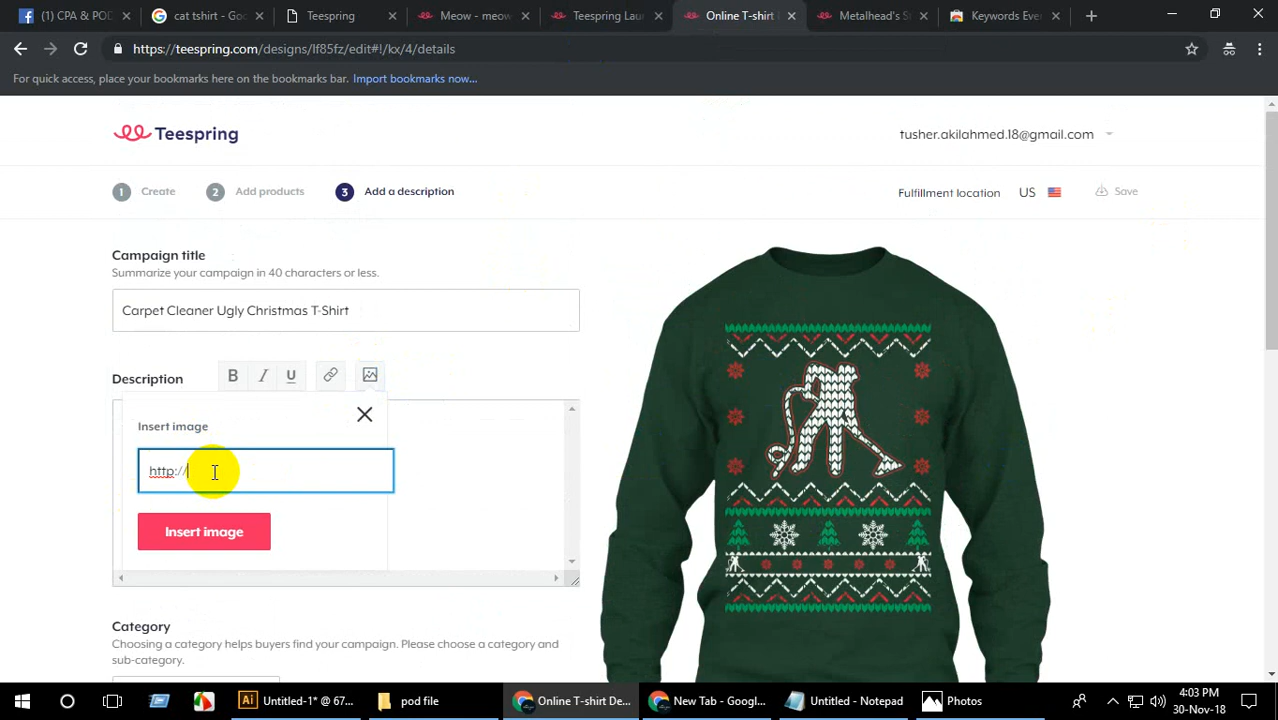 (1) CPA & POD
cat tshirt - Goo
Teespring
Meow - meow
Teespring Laun
Online T-shirt D
Metalhead's S
Keywords Ever
https://teespring.com/designs/lf85fz/edit#!/kx/4/details
For quick access, place your bookmarks here on the bookmarks bar. Import bookmarks now...
Teespring
tusher.akilahmed.18@gmail.com
1 Create 2 Add products 3 Add a description
Fulfillment location US Save
Campaign title
Summarize your campaign in 40 characters or less.
Carpet Cleaner Ugly Christmas T-Shirt
Description B I U
Insert image
http://
Insert image
Category
Choosing a category helps buyers find your campaign. Please choose a category and
sub-category.
Untitled-1* @ 67...
pod file
Online T-shirt De...
New Tab - Googl...
Untitled - Notepad
Photos
4:03 PM
30-Nov-18